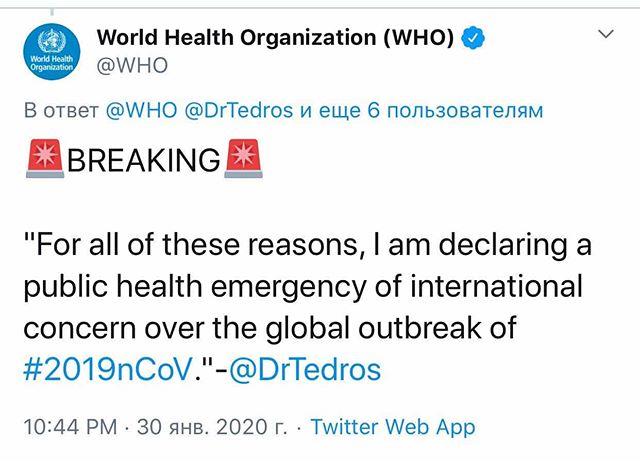 World Health Organization (WHO)
World Health
Organization
@WHO
В ответ @WHO @DrTedros и еще 6 пользователям
🚨BREAKING🚨
"For all of these reasons, I am declaring a
public health emergency of international
concern over the global outbreak of
#2019nCoV."-@DrTedros
10:44 PM · 30 янв. 2020 г. · Twitter Web App